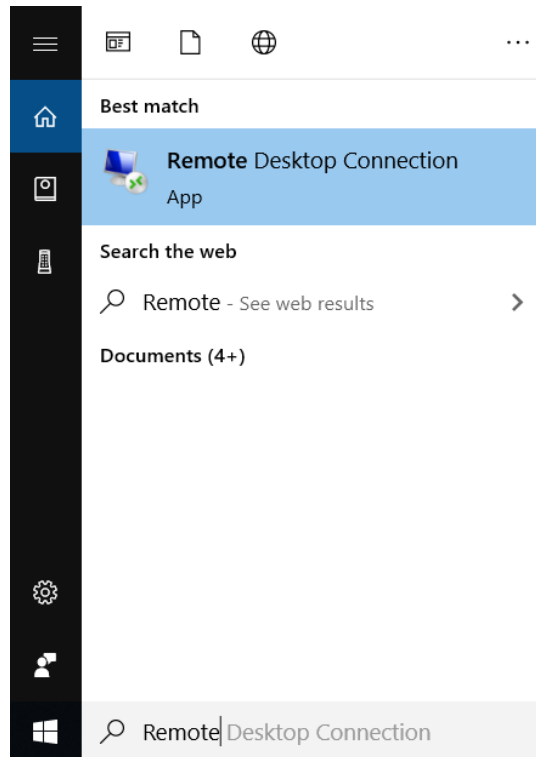 Best match
Remote Desktop Connection
App
Search the web
Remote - See web results
Documents (4+)
Remote Desktop Connection